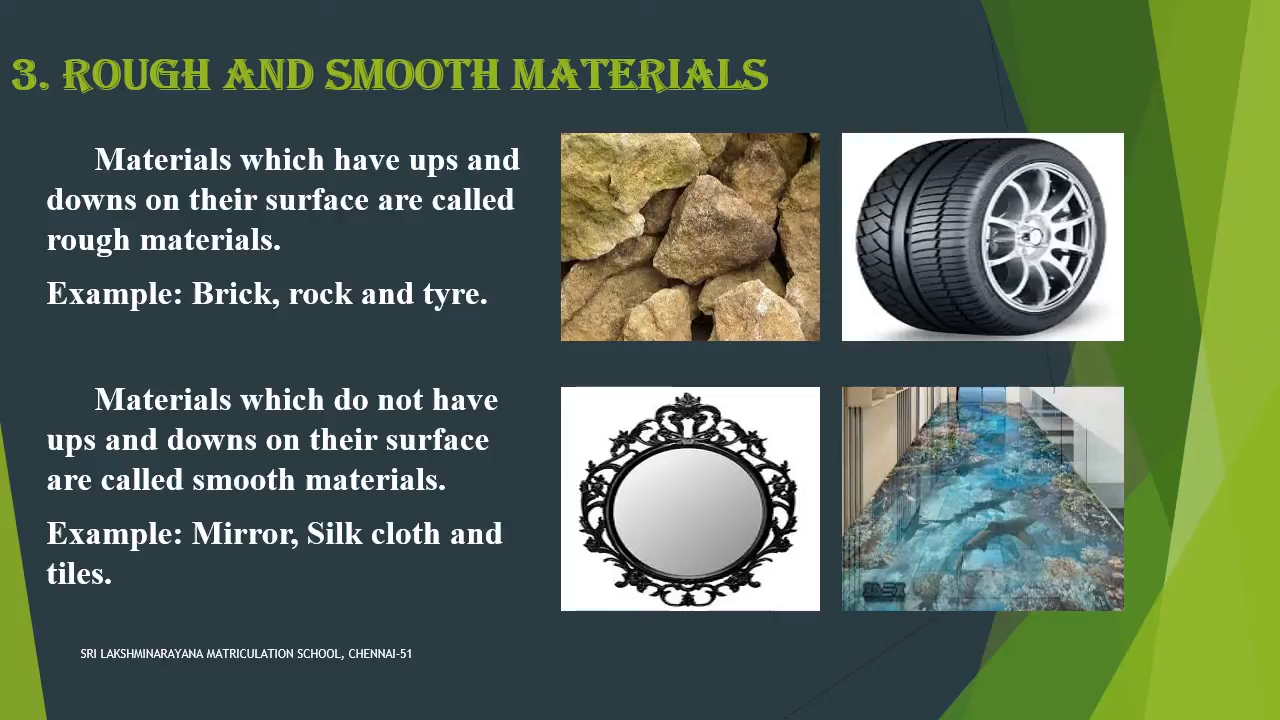 3. ROUGH AND SMOOTH MATERIALS
Materials which have ups and
downs on their surface are called
rough materials.
Example: Brick, rock and tyre.
Materials which do not have
ups and downs on their surface
are called smooth materials.
Example: Mirror, Silk cloth and
tiles.
SRI LAKSHMINARAYANA MATRICULATION SCHOOL, CHENNAI-51